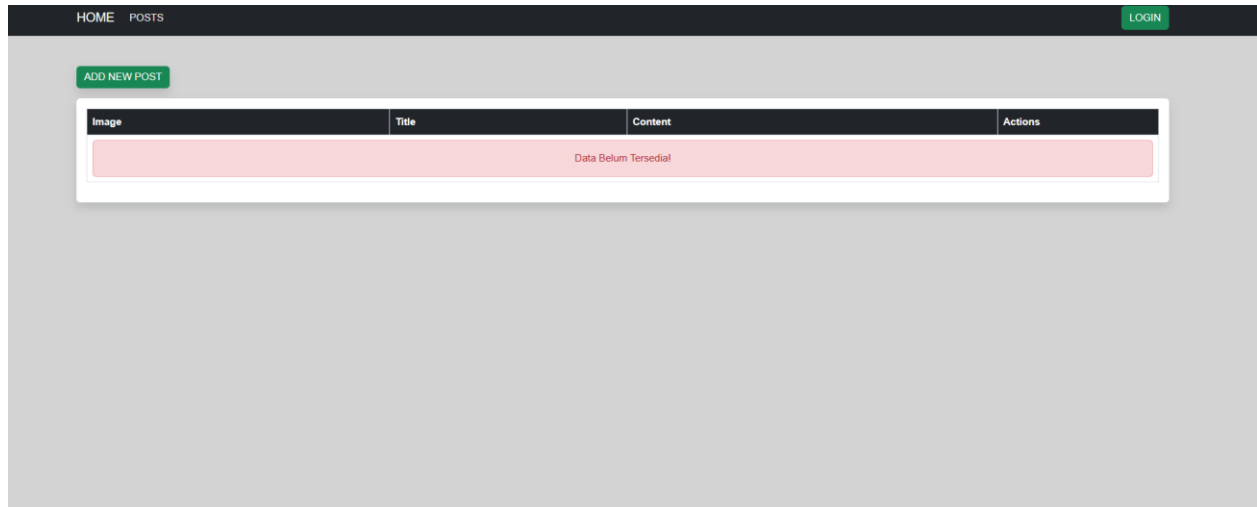 HOME POSTS LOGIN
ADD NEW POST
Image Title Content Actions
Data Belum Tersedia!